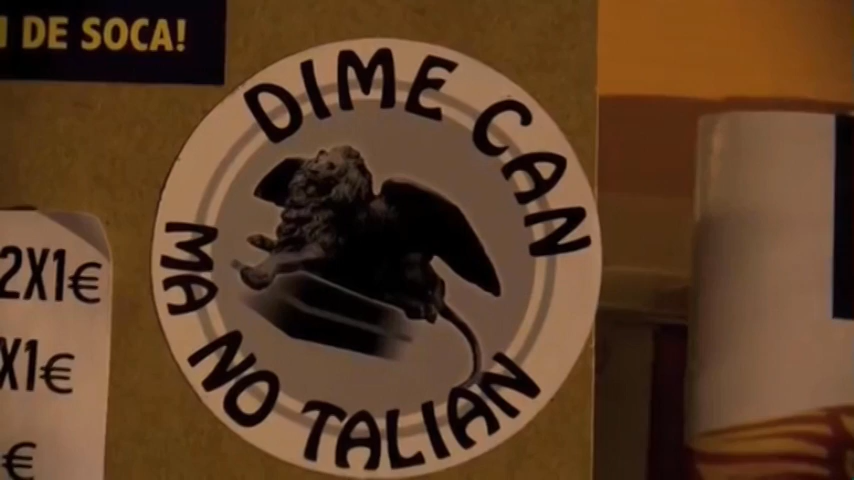 DE SOCA!
DIME CAN
MA NO TALIAN
2X1€
X1€
€